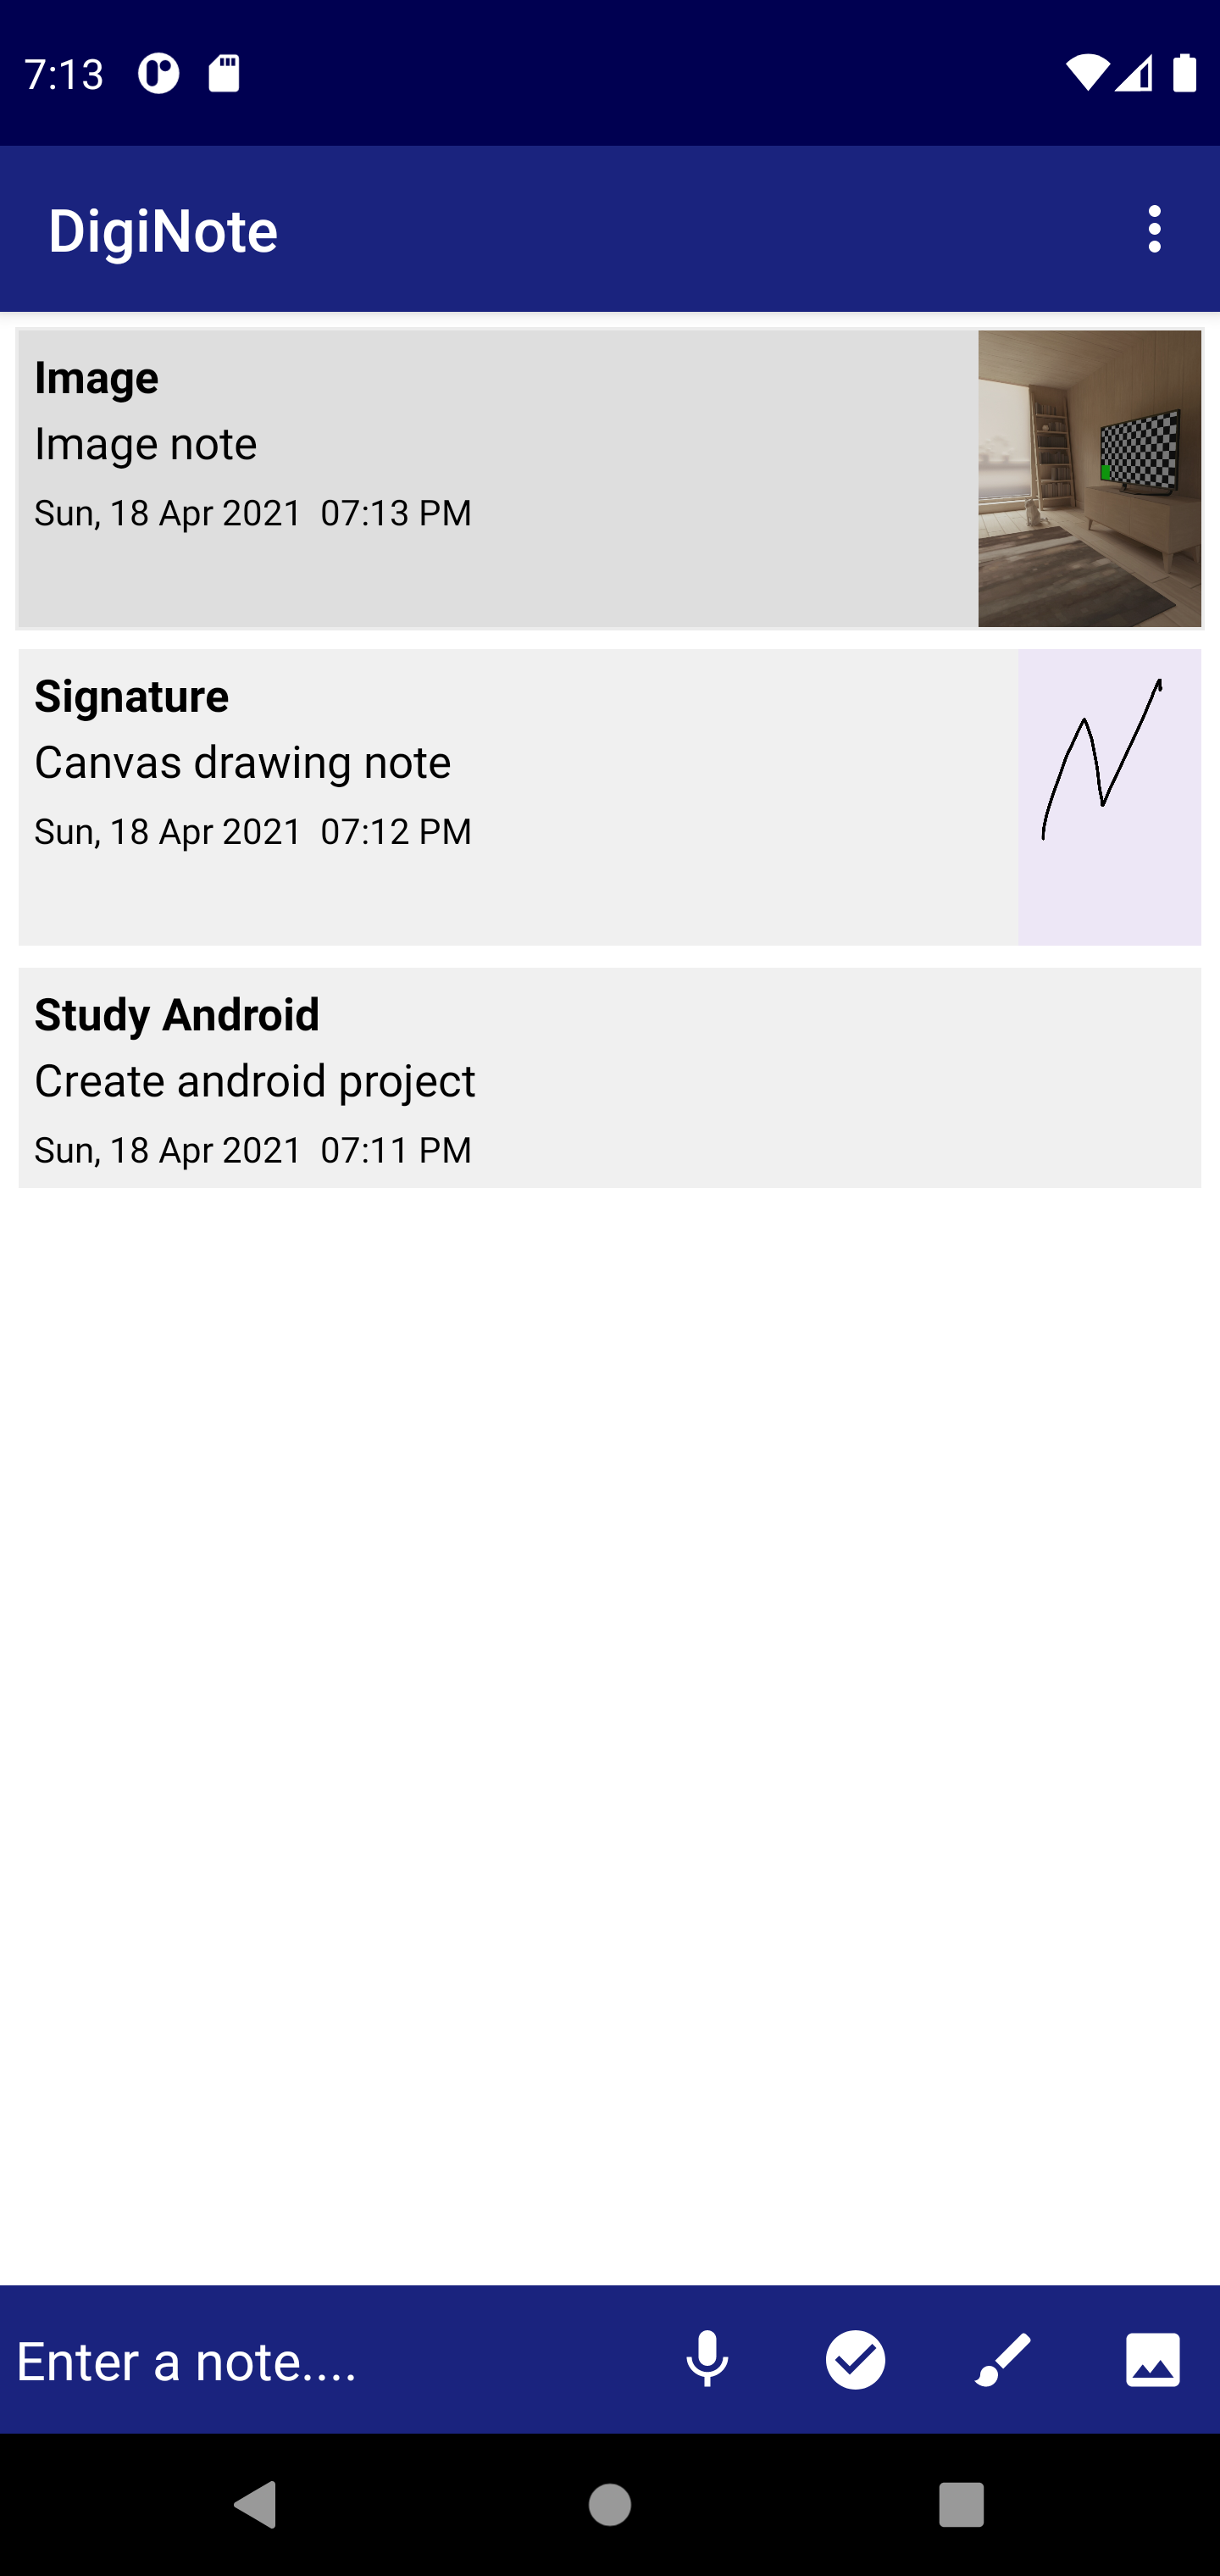 7:13
DigiNote
Image
Image note
Sun, 18 Apr 2021 07:13 PM
Signature
Canvas drawing note
Sun, 18 Apr 2021 07:12 PM
Study Android
Create android project
Sun, 18 Apr 2021 07:11 PM
Enter a note....